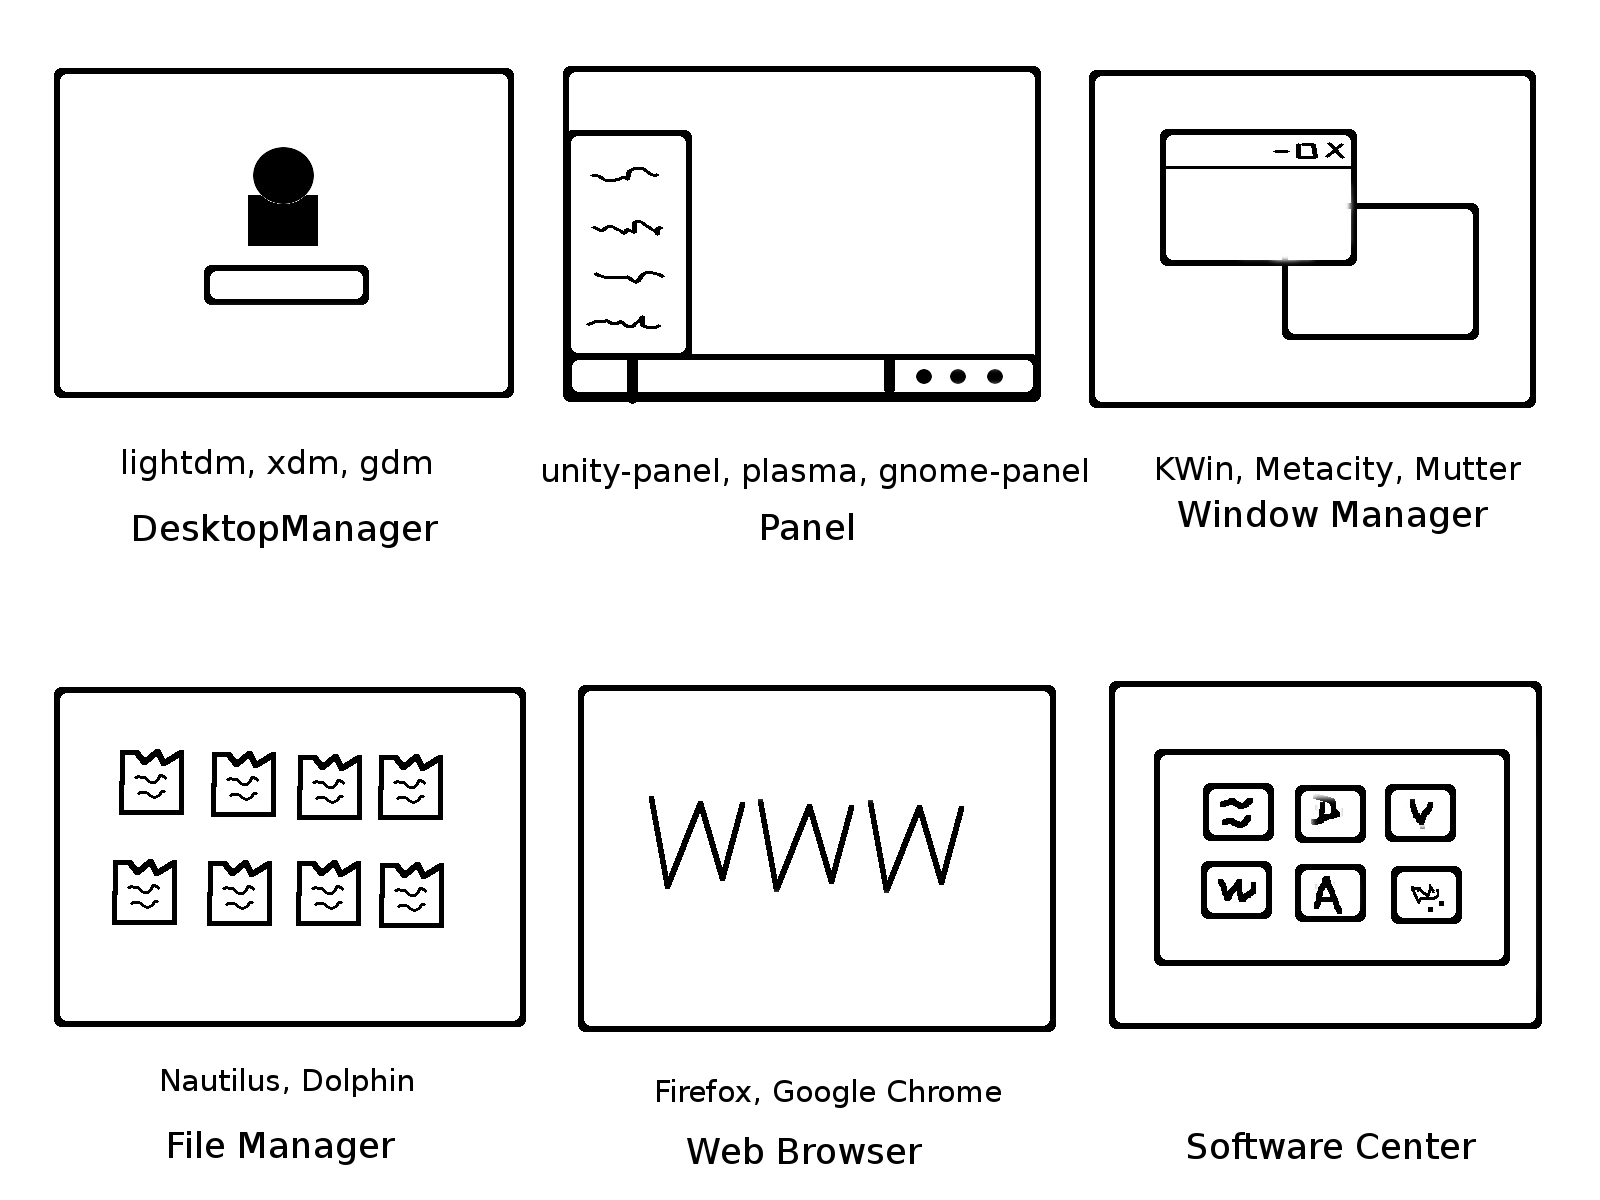 lightdm, xdm, gdm
DesktopManager
unity-panel, plasma, gnome-panel
Panel
KWin, Metacity, Mutter
Window Manager
Nautilus, Dolphin
File Manager
WWW
Firefox, Google Chrome
Web Browser
D V
W A
Software Center